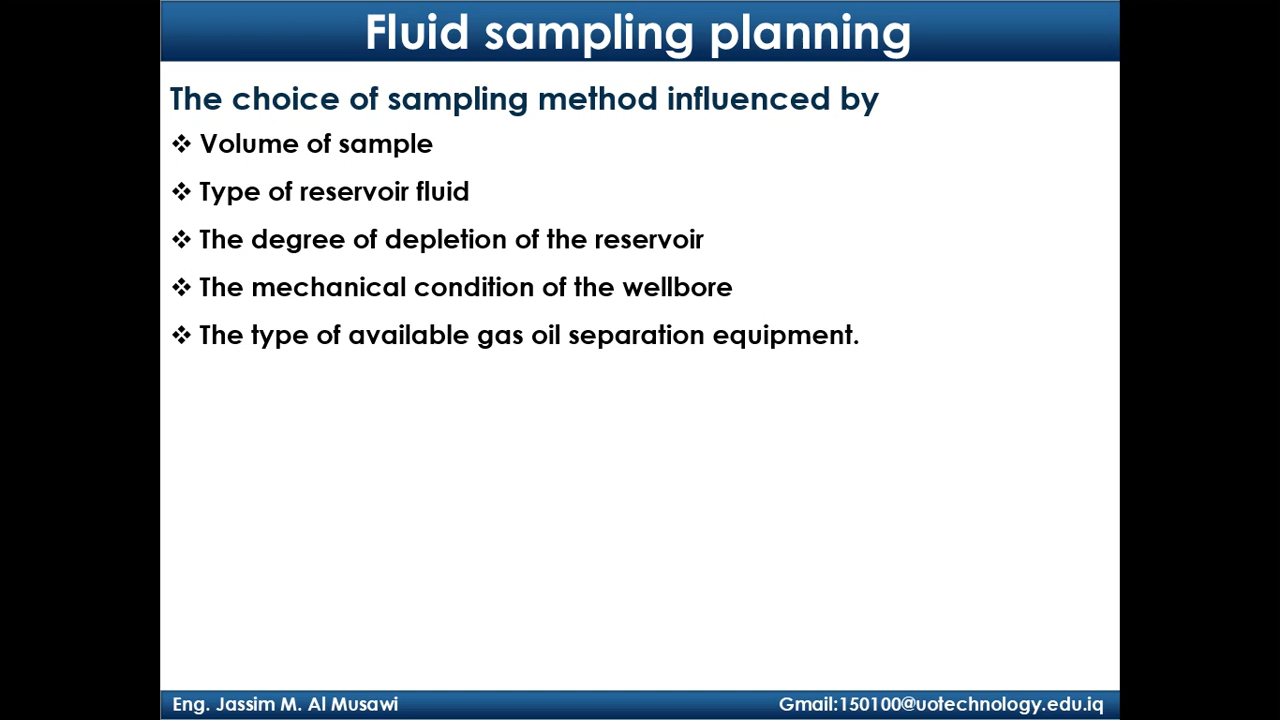 Fluid sampling planning
The choice of sampling method influenced by
❖ Volume of sample
❖ Type of reservoir fluid
❖ The degree of depletion of the reservoir
❖ The mechanical condition of the wellbore
❖ The type of available gas oil separation equipment.
Eng. Jassim M. Al Musawi
Gmail:150100@uotechnology.edu.iq